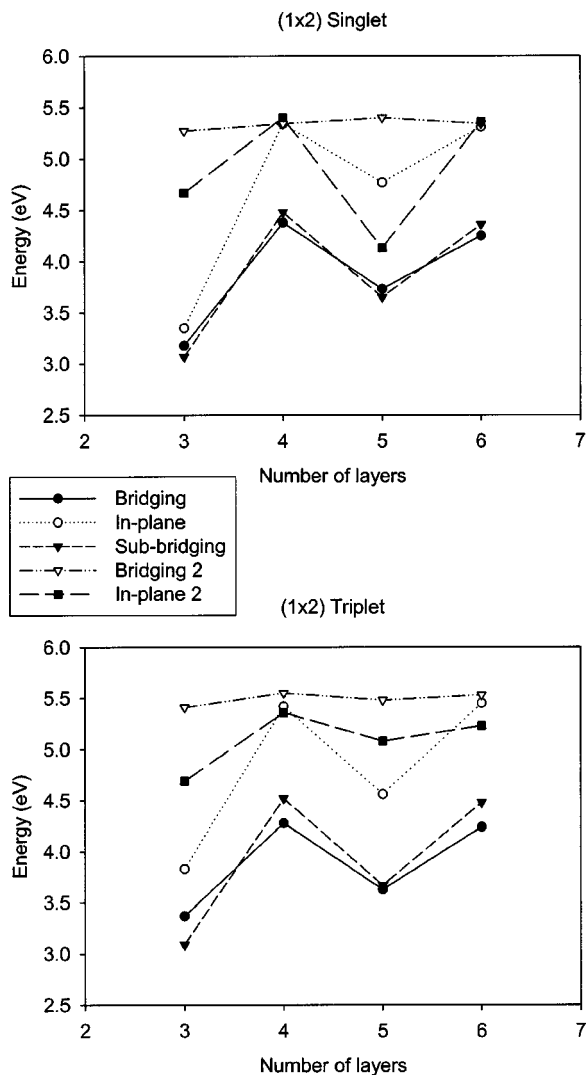 (1x2) Singlet
6.0
5.5
5.0
4.5
4.0
3.5
3.0
2.5
Energy (eV)
2 3 4 5 6 7
Number of layers
Bridging
In-plane
Sub-bridging
Bridging 2
In-plane 2
(1x2) Triplet
6.0
5.5
5.0
4.5
4.0
3.5
3.0
2.5
Energy (eV)
2 3 4 5 6 7
Number of layers